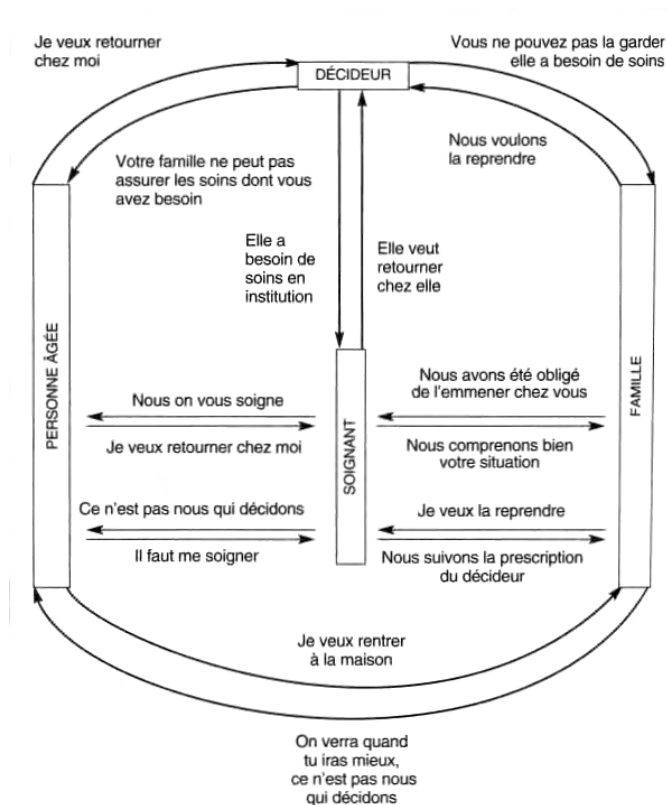 Je veux retourner
chez moi
Vous ne pouvez pas la garder
elle a besoin de soins
DÉCIDEUR
Nous voulons
la reprendre
Votre famille ne peut pas
assurer les soins dont vous
avez besoin
Elle a
besoin de
soins en
institution
Elle veut
retourner
chez elle
PERSONNE ÂGÉE
SOIGNANT
FAMILLE
Nous on vous soigne
Je veux retourner chez moi
Nous avons été obligé
de l'emmener chez vous
Nous comprenons bien
votre situation
Ce n'est pas nous qui décidons
Il faut me soigner
Je veux la reprendre
Nous suivons la prescription
du décideur
Je veux rentrer
à la maison
On verra quand
tu iras mieux,
ce n'est pas nous
qui décidons